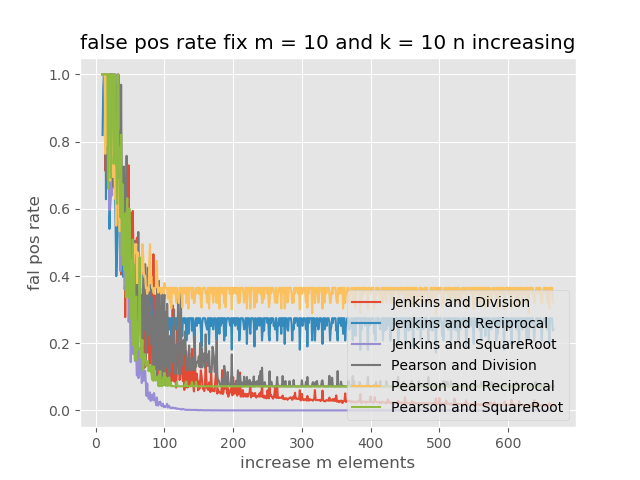 false pos rate fix m = 10 and k = 10 n increasing
fal pos rate
1.0
0.8
0.6
0.4
0.2
0.0
Jenkins and Division
Jenkins and Reciprocal
Jenkins and SquareRoot
Pearson and Division
Pearson and Reciprocal
Pearson and SquareRoot
0 100 200 300 400 500 600
increase m elements